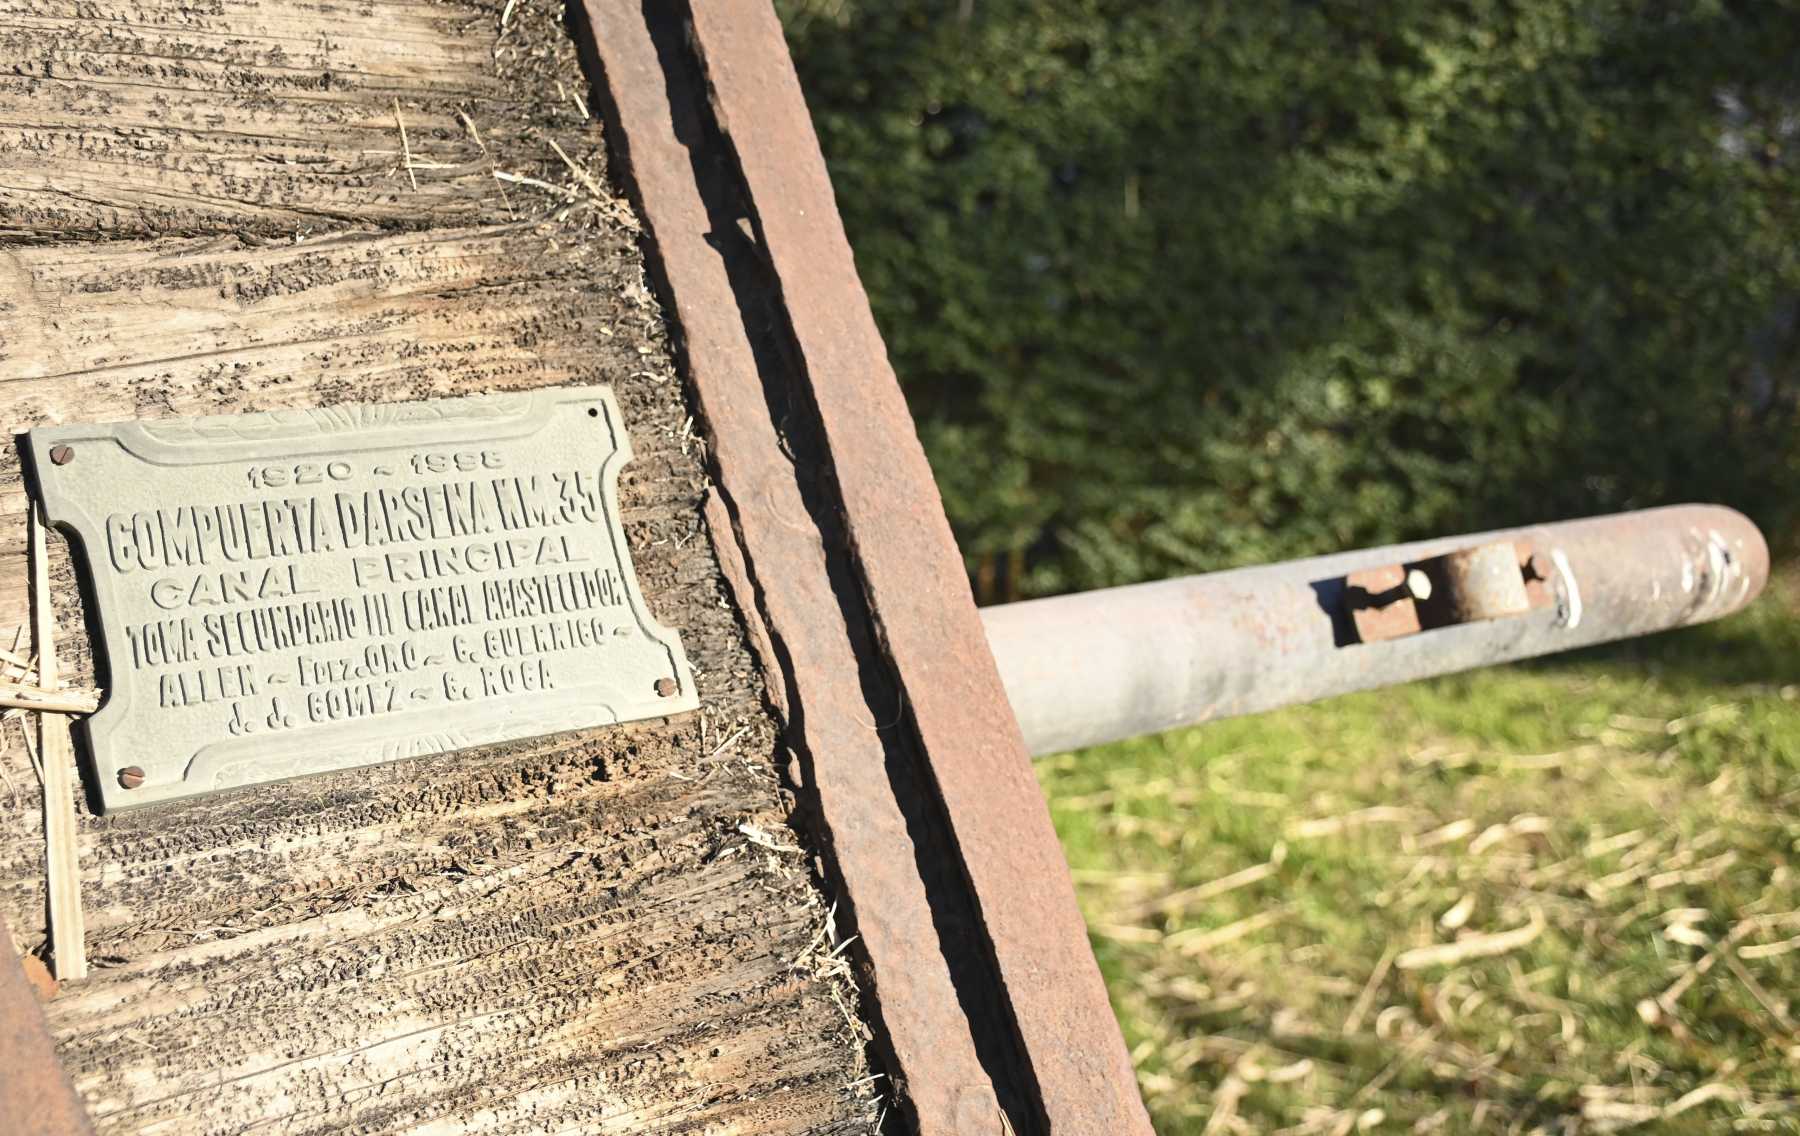 1920 ~ 1998
COMPUERTA DARSENA KM.35
CANAL PRINCIPAL
TOMA SECUNDARIO III CANAL ABASTECEDOR
ALLEN ~ FDEZ.ORO ~ C. GUERRICO ~
J. J. GOMEZ ~ G. ROCA